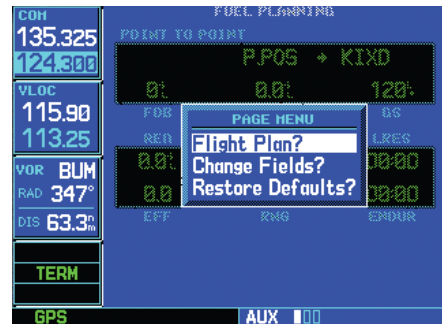 COM
135.325
124.300
VLOC
115.90
113.25
VOR BUM
RAD 347°
DIS 63.3nm
TERM
GPS
FUEL PLANNING
POINT TO POINT
P.POS → KIXD
0 0.0 120
FOB GS
PAGE MENU
Flight Plan?
Change Fields?
Restore Defaults?
REQ LRES
0.0 00:00
0.0 00:00
EFF RNG ENDUR
AUX